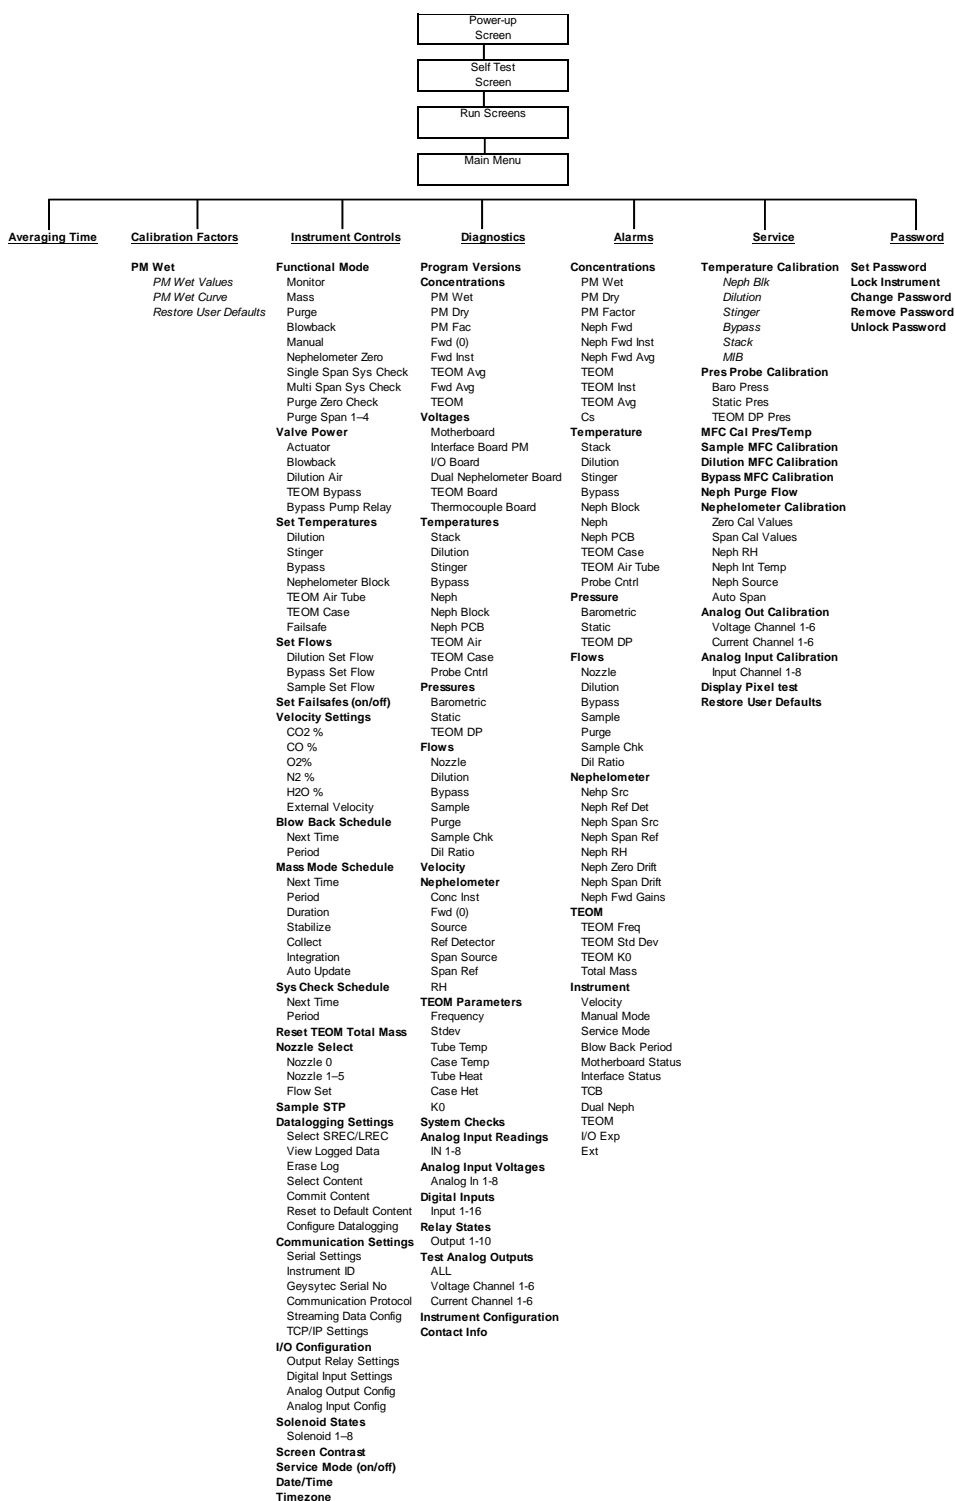 Power-up
Screen
Self Test
Screen
Run Screens
Main Menu
Averaging Time
Calibration Factors
PM Wet
PM Wet Values
PM Wet Curve
Restore User Defaults
Instrument Controls
Functional Mode
Monitor
Mass
Purge
Blowback
Manual
Nephelometer Zero
Single Span Sys Check
Multi Span Sys Check
Purge Zero Check
Purge Span 1–4
Valve Power
Actuator
Blowback
Dilution Air
TEOM Bypass
Bypass Pump Relay
Set Temperatures
Dilution
Stinger
Bypass
Nephelometer Block
TEOM Air Tube
TEOM Case
Failsafe
Set Flows
Dilution Set Flow
Bypass Set Flow
Sample Set Flow
Set Failsafes (on/off)
Velocity Settings
CO2 %
CO %
O2%
N2 %
H2O %
External Velocity
Blow Back Schedule
Next Time
Period
Mass Mode Schedule
Next Time
Period
Duration
Stabilize
Collect
Integration
Auto Update
Sys Check Schedule
Next Time
Period
Reset TEOM Total Mass
Nozzle Select
Nozzle 0
Nozzle 1–5
Flow Set
Sample STP
Datalogging Settings
Select SREC/LREC
View Logged Data
Erase Log
Select Content
Commit Content
Reset to Default Content
Configure Datalogging
Communication Settings
Serial Settings
Instrument ID
Geysytec Serial No
Communication Protocol
Streaming Data Config
TCP/IP Settings
I/O Configuration
Output Relay Settings
Digital Input Settings
Analog Output Config
Analog Input Config
Solenoid States
Solenoid 1–8
Screen Contrast
Service Mode (on/off)
Date/Time
Timezone
Diagnostics
Program Versions
Concentrations
PM Wet
PM Dry
PM Fac
Fwd (0)
Fwd Inst
TEOM Avg
Fwd Avg
TEOM
Voltages
Motherboard
Interface Board PM
I/O Board
Dual Nephelometer Board
TEOM Board
Thermocouple Board
Temperatures
Stack
Dilution
Stinger
Bypass
Neph
Neph Block
Neph PCB
TEOM Air
TEOM Case
Probe Cntrl
Pressures
Barometric
Static
TEOM DP
Flows
Nozzle
Dilution
Bypass
Sample
Purge
Sample Chk
Dil Ratio
Velocity
Nephelometer
Conc Inst
Fwd (0)
Source
Ref Detector
Span Source
Span Ref
RH
TEOM Parameters
Frequency
Stdev
Tube Temp
Case Temp
Tube Heat
Case Het
K0
System Checks
Analog Input Readings
IN 1-8
Analog Input Voltages
Analog In 1-8
Digital Inputs
Input 1-16
Relay States
Output 1-10
Test Analog Outputs
ALL
Voltage Channel 1-6
Current Channel 1-6
Instrument Configuration
Contact Info
Alarms
Concentrations
PM Wet
PM Dry
PM Factor
Neph Fwd
Neph Fwd Inst
Neph Fwd Avg
TEOM
TEOM Inst
TEOM Avg
Cs
Temperature
Stack
Dilution
Stinger
Bypass
Neph Block
Neph
Neph PCB
TEOM Case
TEOM Air Tube
Probe Cntrl
Pressure
Barometric
Static
TEOM DP
Flows
Nozzle
Dilution
Bypass
Sample
Purge
Sample Chk
Dil Ratio
Nephelometer
Nehp Src
Neph Ref Det
Neph Span Src
Neph Span Ref
Neph RH
Neph Zero Drift
Neph Span Drift
Neph Fwd Gains
TEOM
TEOM Freq
TEOM Std Dev
TEOM K0
Total Mass
Instrument
Velocity
Manual Mode
Service Mode
Blow Back Period
Motherboard Status
Interface Status
TCB
Dual Neph
TEOM
I/O Exp
Ext
Service
Temperature Calibration
Neph Blk
Dilution
Stinger
Bypass
Stack
MIB
Pres Probe Calibration
Baro Press
Static Pres
TEOM DP Pres
MFC Cal Pres/Temp
Sample MFC Calibration
Dilution MFC Calibration
Bypass MFC Calibration
Neph Purge Flow
Nephelometer Calibration
Zero Cal Values
Span Cal Values
Neph RH
Neph Int Temp
Neph Source
Auto Span
Analog Out Calibration
Voltage Channel 1-6
Current Channel 1-6
Analog Input Calibration
Input Channel 1-8
Display Pixel test
Restore User Defaults
Password
Set Password
Lock Instrument
Change Password
Remove Password
Unlock Password